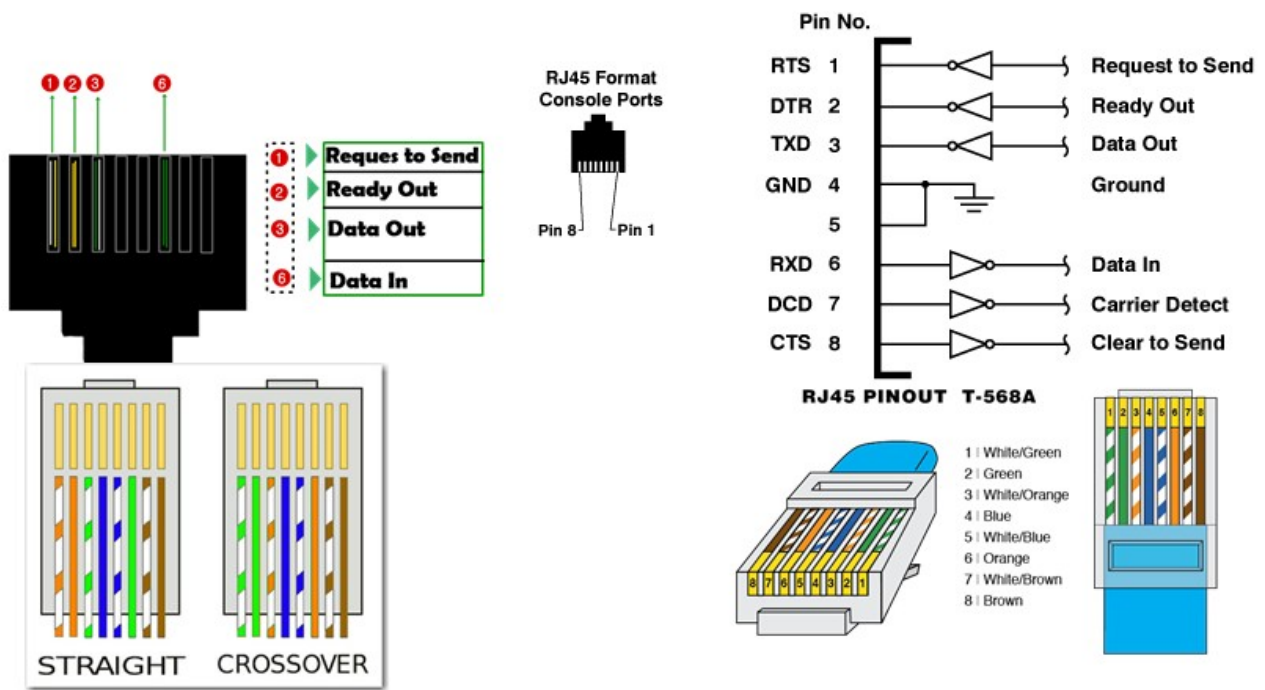 1
2
3
6
1
Reques to Send
2
Ready Out
3
Data Out
6
Data In
RJ45 Format
Console Ports
Pin 8
Pin 1
Pin No.
RTS 1
Request to Send
DTR 2
Ready Out
TXD 3
Data Out
GND 4
Ground
5
RXD 6
Data In
DCD 7
Carrier Detect
CTS 8
Clear to Send
STRAIGHT
CROSSOVER
RJ45 PINOUT T-568A
8 7 6 5 4 3 2 1
1 | White/Green
2 | Green
3 | White/Orange
4 | Blue
5 | White/Blue
6 | Orange
7 | White/Brown
8 | Brown
1 2 3 4 5 6 7 8